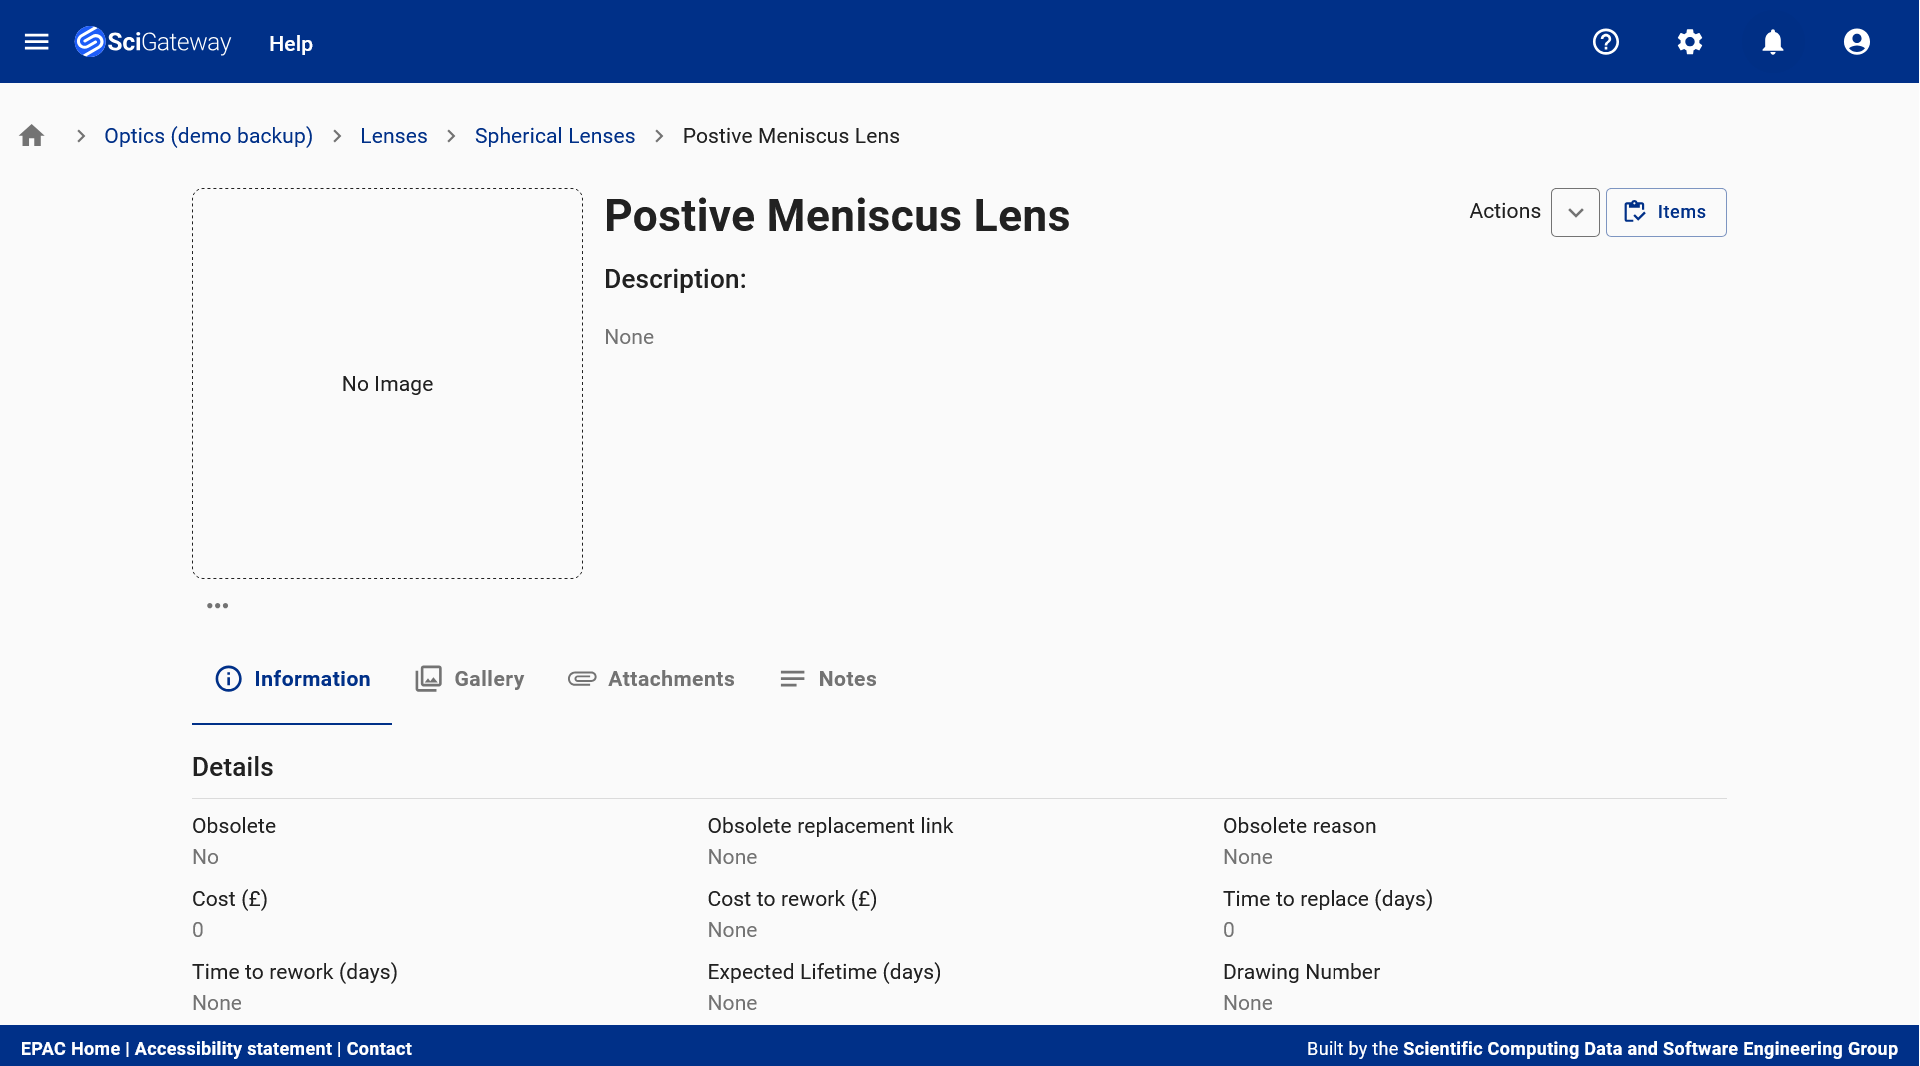 SciGateway Help
Optics (demo backup) Lenses Spherical Lenses Postive Meniscus Lens
No Image
Postive Meniscus Lens
Actions Items
Description:
None
Information Gallery Attachments Notes
Details
Obsolete Obsolete replacement link Obsolete reason
No None None
Cost (£) Cost to rework (£) Time to replace (days)
0 None 0
Time to rework (days) Expected Lifetime (days) Drawing Number
None None None
EPAC Home | Accessibility statement | Contact Built by the Scientific Computing Data and Software Engineering Group